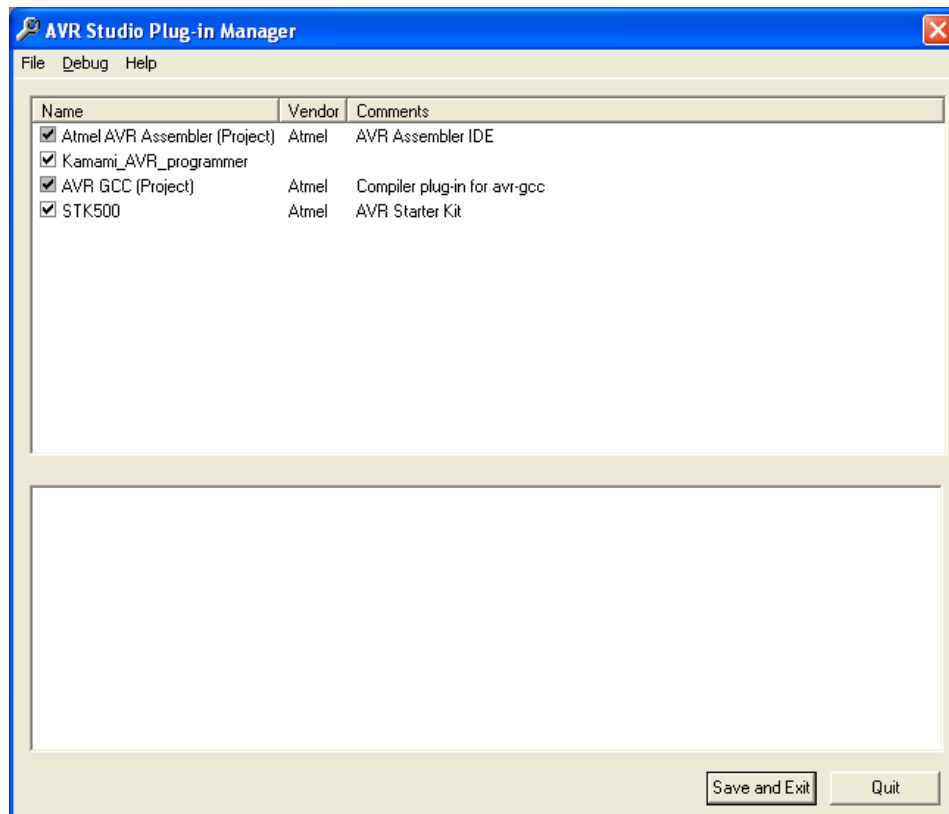 AVR Studio Plug-in Manager
File Debug Help
Name Vendor Comments
Atmel AVR Assembler (Project) Atmel AVR Assembler IDE
Kamami_AVR_programmer
AVR GCC (Project) Atmel Compiler plug-in for avr-gcc
STK500 Atmel AVR Starter Kit
Save and Exit Quit